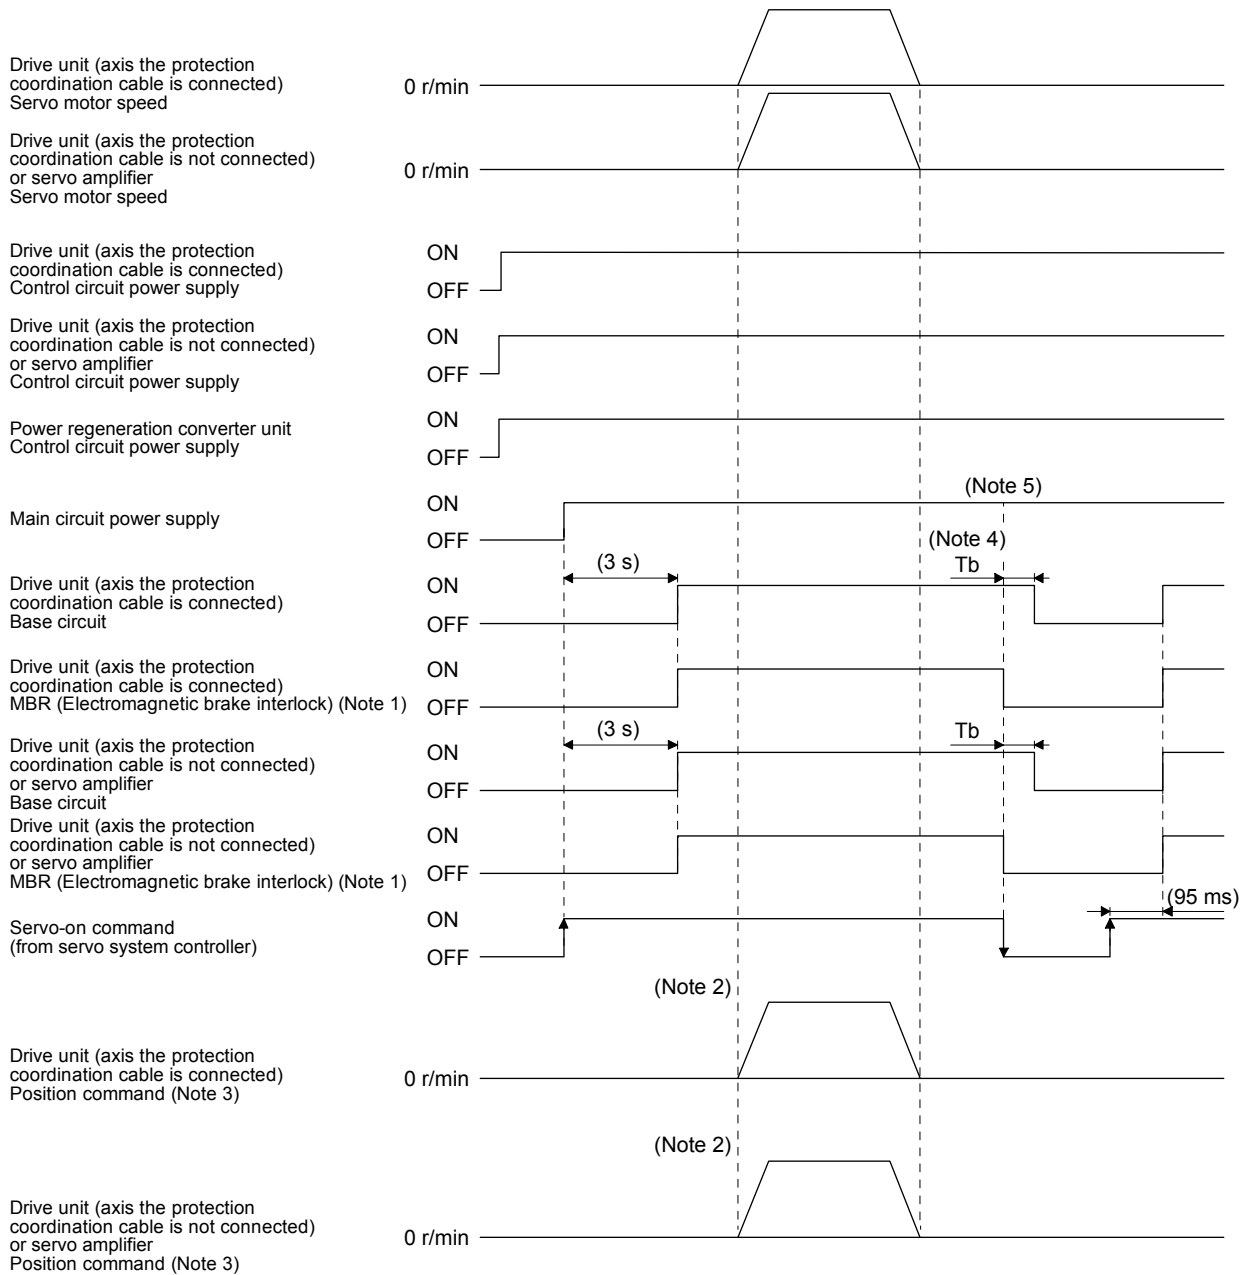 Drive unit (axis the protection
coordination cable is connected)
Servo motor speed
0 r/min
Drive unit (axis the protection
coordination cable is not connected)
or servo amplifier
Servo motor speed
0 r/min
Drive unit (axis the protection
coordination cable is connected)
Control circuit power supply
ON
OFF
Drive unit (axis the protection
coordination cable is not connected)
or servo amplifier
Control circuit power supply
ON
OFF
Power regeneration converter unit
Control circuit power supply
ON
OFF
Main circuit power supply
ON
OFF
(Note 5)
(Note 4)
Drive unit (axis the protection
coordination cable is connected)
Base circuit
ON
OFF
(3 s)
Tb
Drive unit (axis the protection
coordination cable is connected)
MBR (Electromagnetic brake interlock) (Note 1)
ON
OFF
Drive unit (axis the protection
coordination cable is not connected)
or servo amplifier
Base circuit
ON
OFF
(3 s)
Tb
Drive unit (axis the protection
coordination cable is not connected)
or servo amplifier
MBR (Electromagnetic brake interlock) (Note 1)
ON
OFF
Servo-on command
(from servo system controller)
ON
OFF
(95 ms)
(Note 2)
Drive unit (axis the protection
coordination cable is connected)
Position command (Note 3)
0 r/min
(Note 2)
Drive unit (axis the protection
coordination cable is not connected)
or servo amplifier
Position command (Note 3)
0 r/min